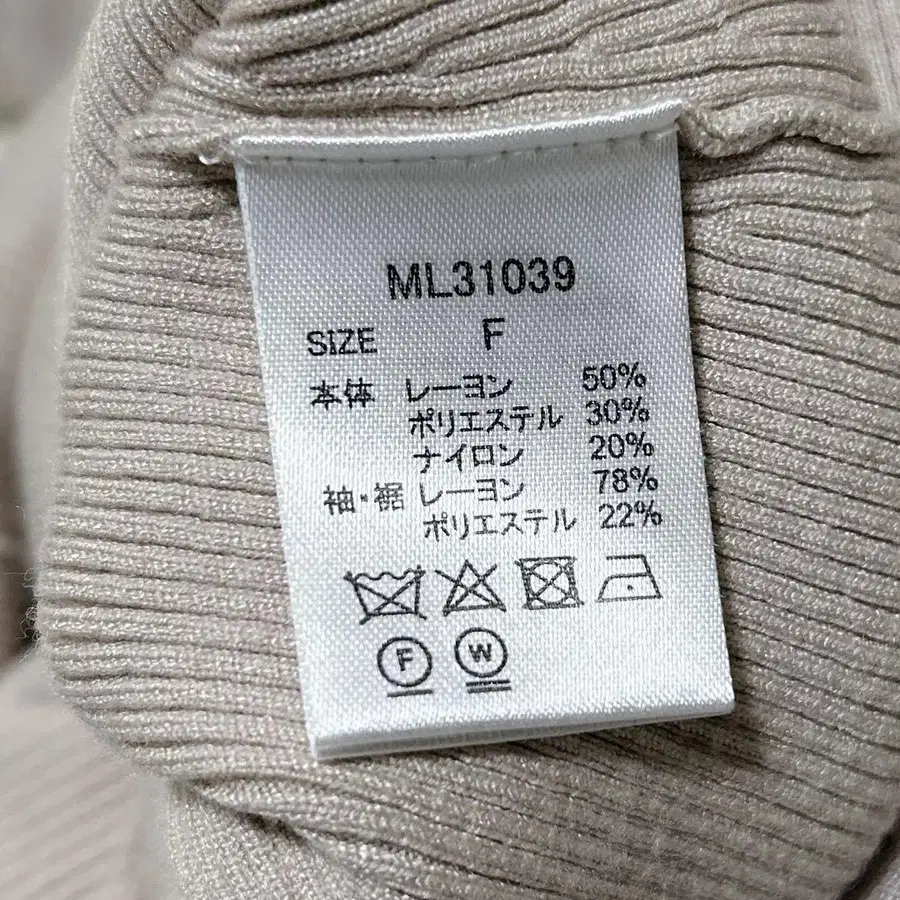 ML31039
SIZE F
本体 レーヨン 50%
ポリエステル 30%
ナイロン 20%
袖・裾 レーヨン 78%
ポリエステル 22%
F W